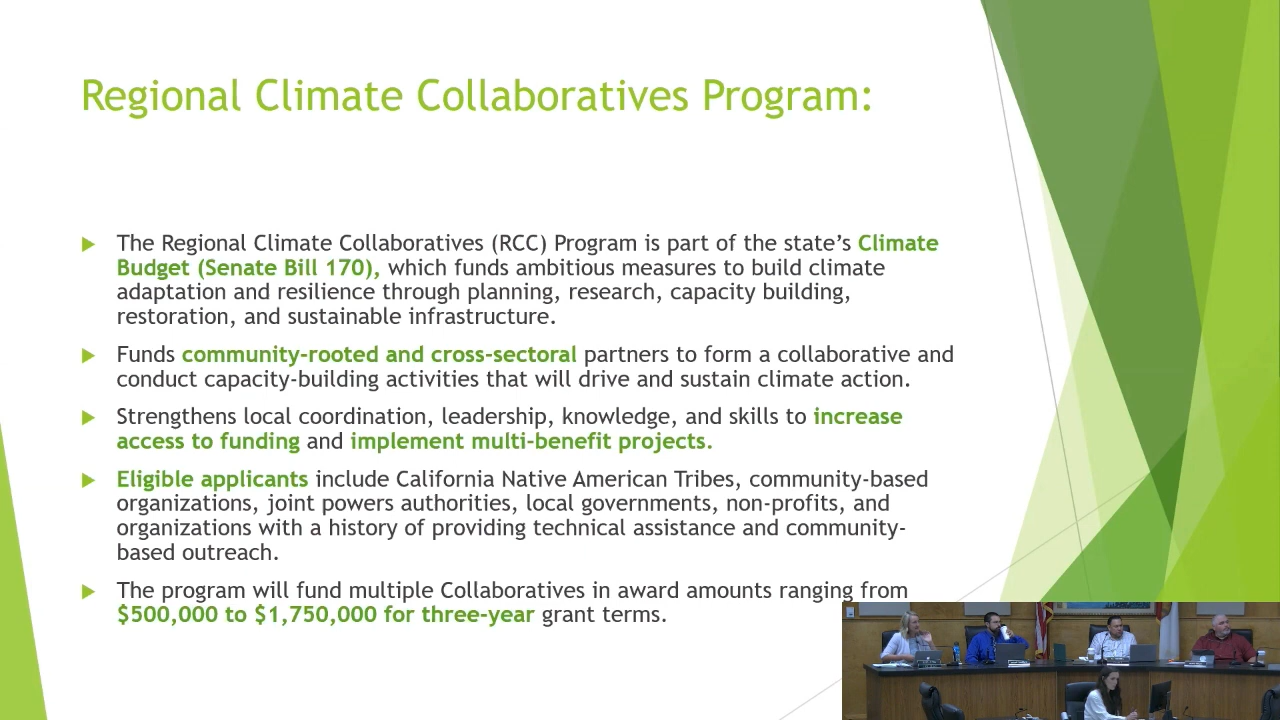 Regional Climate Collaboratives Program:
The Regional Climate Collaboratives (RCC) Program is part of the state’s Climate
Budget (Senate Bill 170), which funds ambitious measures to build climate
adaptation and resilience through planning, research, capacity building,
restoration, and sustainable infrastructure.
Funds community-rooted and cross-sectoral partners to form a collaborative and
conduct capacity-building activities that will drive and sustain climate action.
Strengthens local coordination, leadership, knowledge, and skills to increase
access to funding and implement multi-benefit projects.
Eligible applicants include California Native American Tribes, community-based
organizations, joint powers authorities, local governments, non-profits, and
organizations with a history of providing technical assistance and community-
based outreach.
The program will fund multiple Collaboratives in award amounts ranging from
$500,000 to $1,750,000 for three-year grant terms.